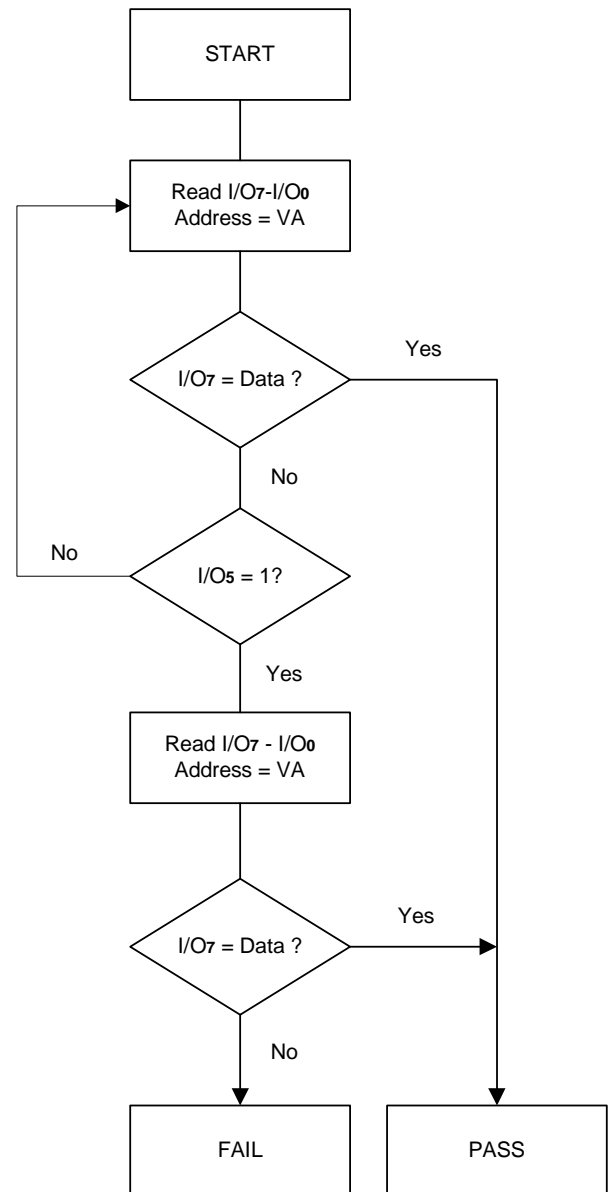 START
Read I/O7-I/O0
Address = VA
I/O7 = Data ?
Yes
No
I/O5 = 1?
No
Yes
Read I/O7 - I/O0
Address = VA
I/O7 = Data ?
Yes
No
FAIL
PASS